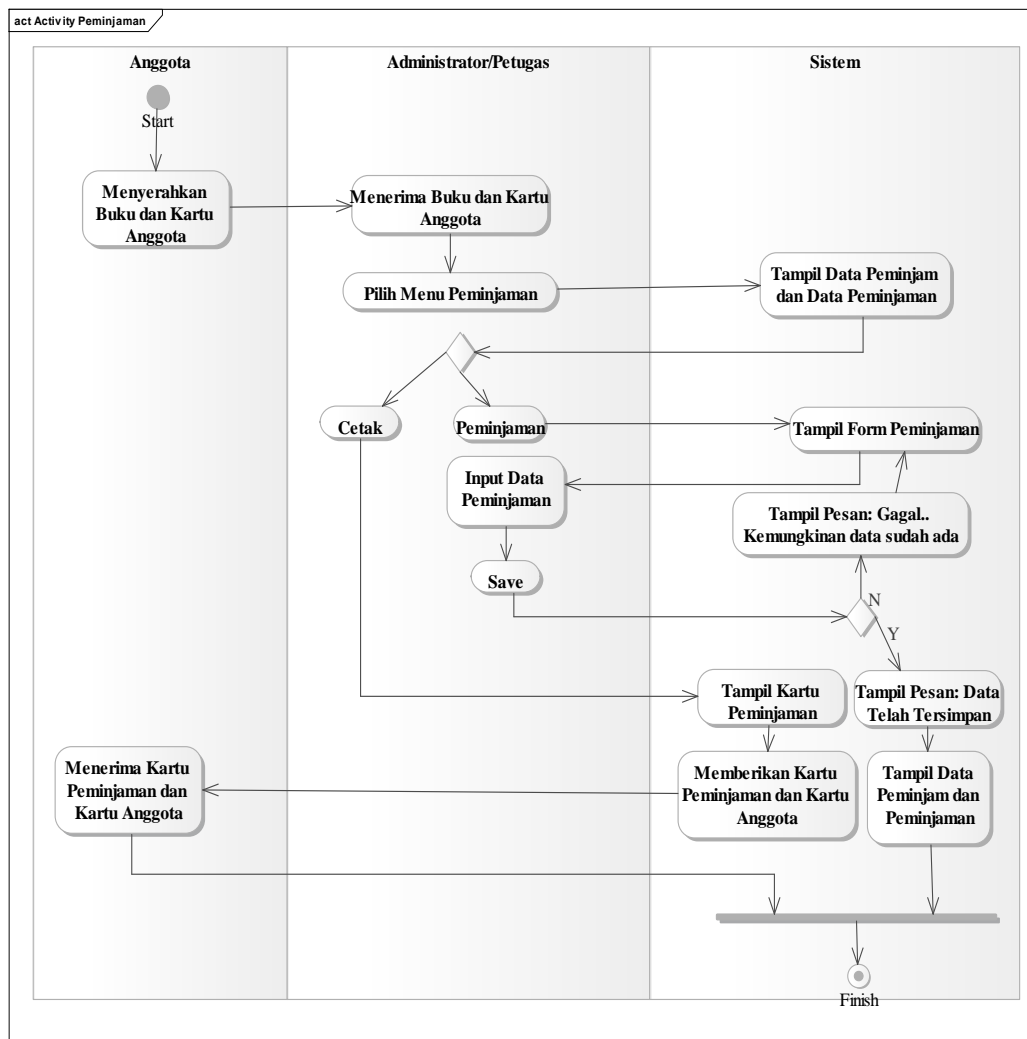 act Activity Peminjaman
Anggota
Administrator/Petugas
Sistem
Start
Menyerahkan
Buku dan Kartu
Anggota
Menerima Buku dan Kartu
Anggota
Pilih Menu Peminjaman
Tampil Data Peminjam
dan Data Peminjaman
Cetak
Peminjaman
Tampil Form Peminjaman
Input Data
Peminjaman
Tampil Pesan: Gagal..
Kemungkinan data sudah ada
Save
N
Y
Tampil Kartu
Peminjaman
Tampil Pesan: Data
Telah Tersimpan
Menerima Kartu
Peminjaman dan
Kartu Anggota
Memberikan Kartu
Peminjaman dan Kartu
Anggota
Tampil Data
Peminjam dan
Peminjaman
Finish